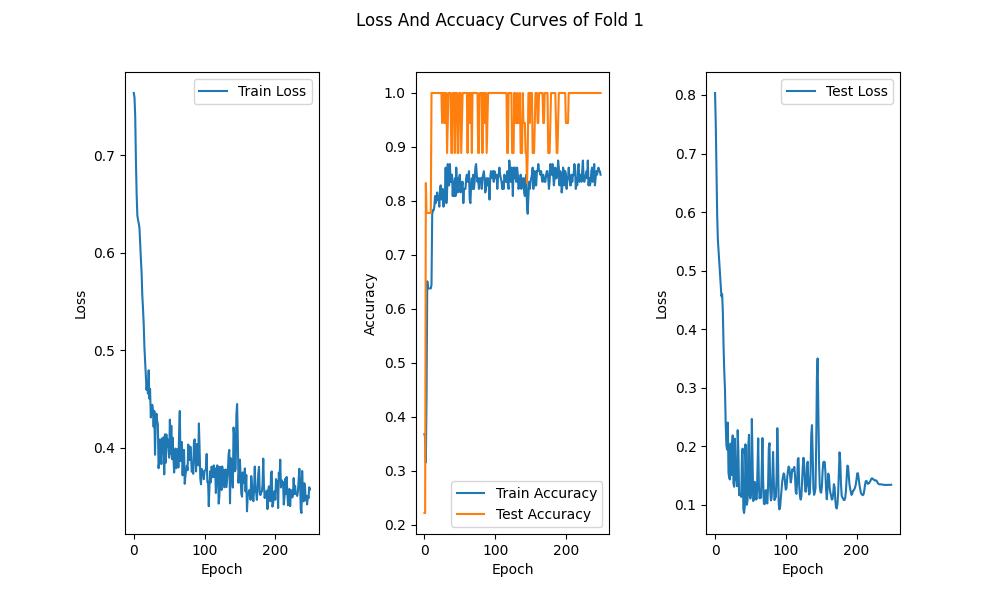 Loss And Accuacy Curves of Fold 1
Train Loss
0.7
0.6
0.5
0.4
Loss
0 100 200
Epoch
1.0
0.9
0.8
0.7
0.6
0.5
0.4
0.3
0.2
Accuracy
Train Accuracy
Test Accuracy
0 100 200
Epoch
Test Loss
0.8
0.7
0.6
0.5
0.4
0.3
0.2
0.1
Loss
0 100 200
Epoch